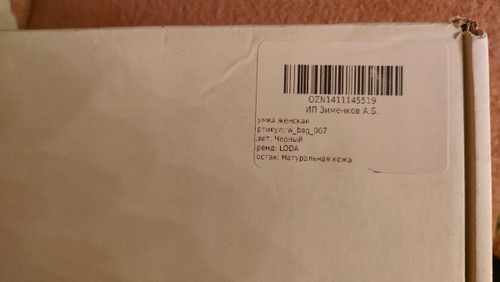 OZN1411145519
ИП Зименков А.Б.
умка женская
ртикул: w_bag_007
вет: Черный
ренд: LODA
остав: Натуральная кожа